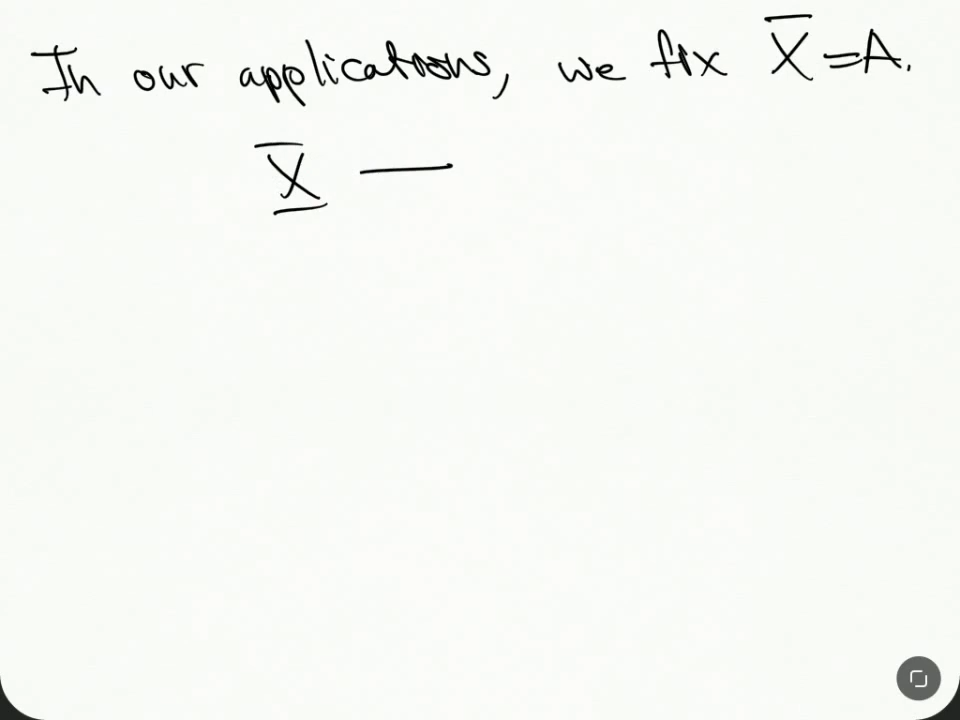 In our applications, we fix X̅ = A.
X̲̅ —